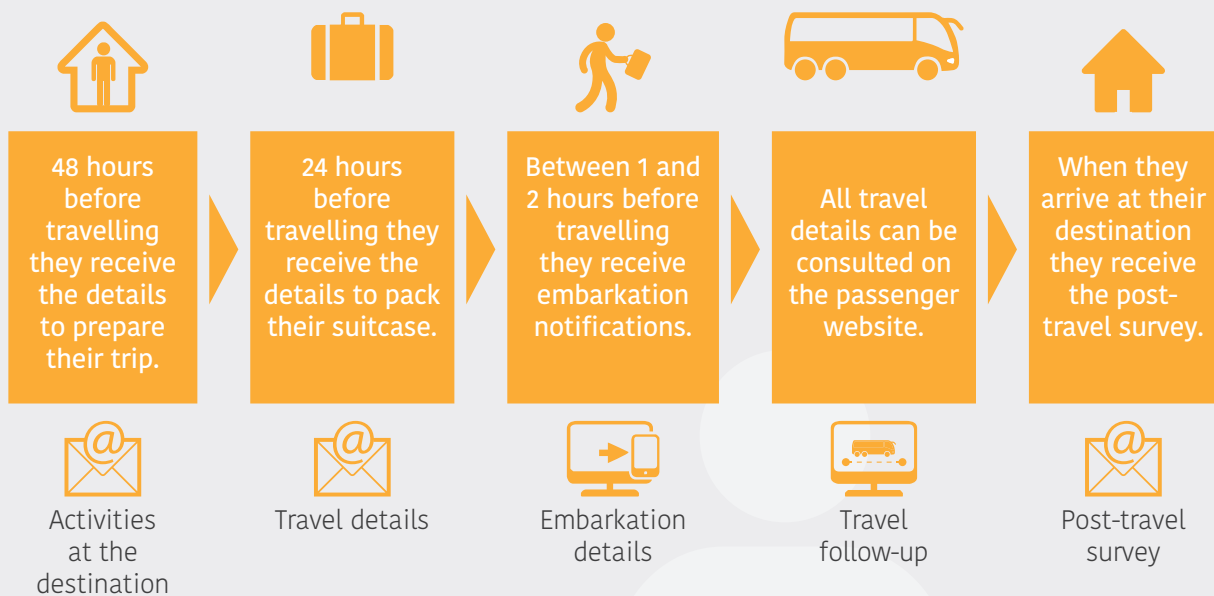 48 hours
before
travelling
they receive
the details
to prepare
their trip.
24 hours
before
travelling they
receive the
details to pack
their suitcase.
Between 1 and
2 hours before
travelling
they receive
embarkation
notifications.
All travel
details can be
consulted on
the passenger
website.
When they
arrive at their
destination
they receive
the post-
travel survey.
@
Activities
at the
destination
@
Travel details
Embarkation
details
Travel
follow-up
@
Post-travel
survey